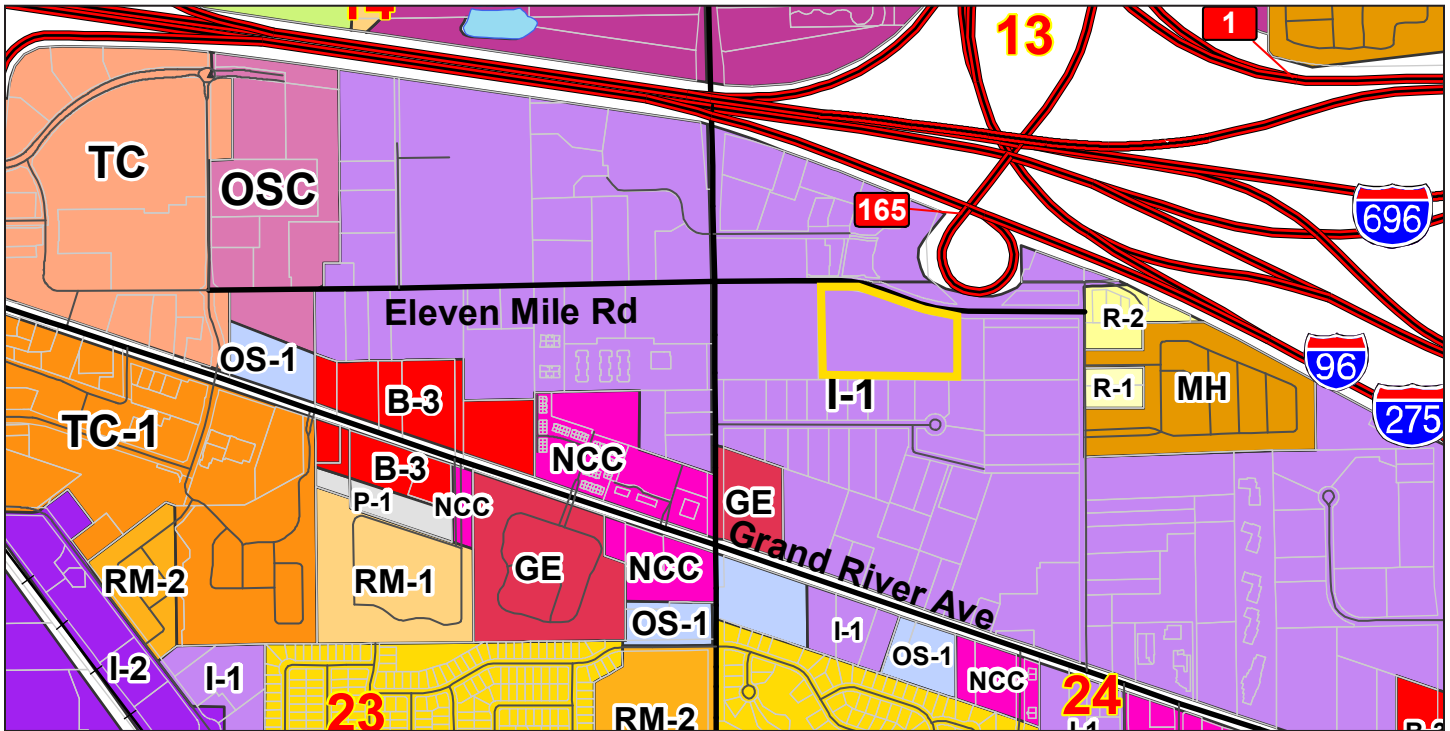 14
13
1
TC
OSC
165
696
Eleven Mile Rd
R-2
OS-1
96
R-1
MH
I-1
B-3
275
TC-1
B-3
NCC
P-1
NCC
GE
Grand River Ave
RM-2
RM-1
GE
NCC
OS-1
I-1
OS-1
I-2
I-1
NCC
24
23
RM-2
I-1